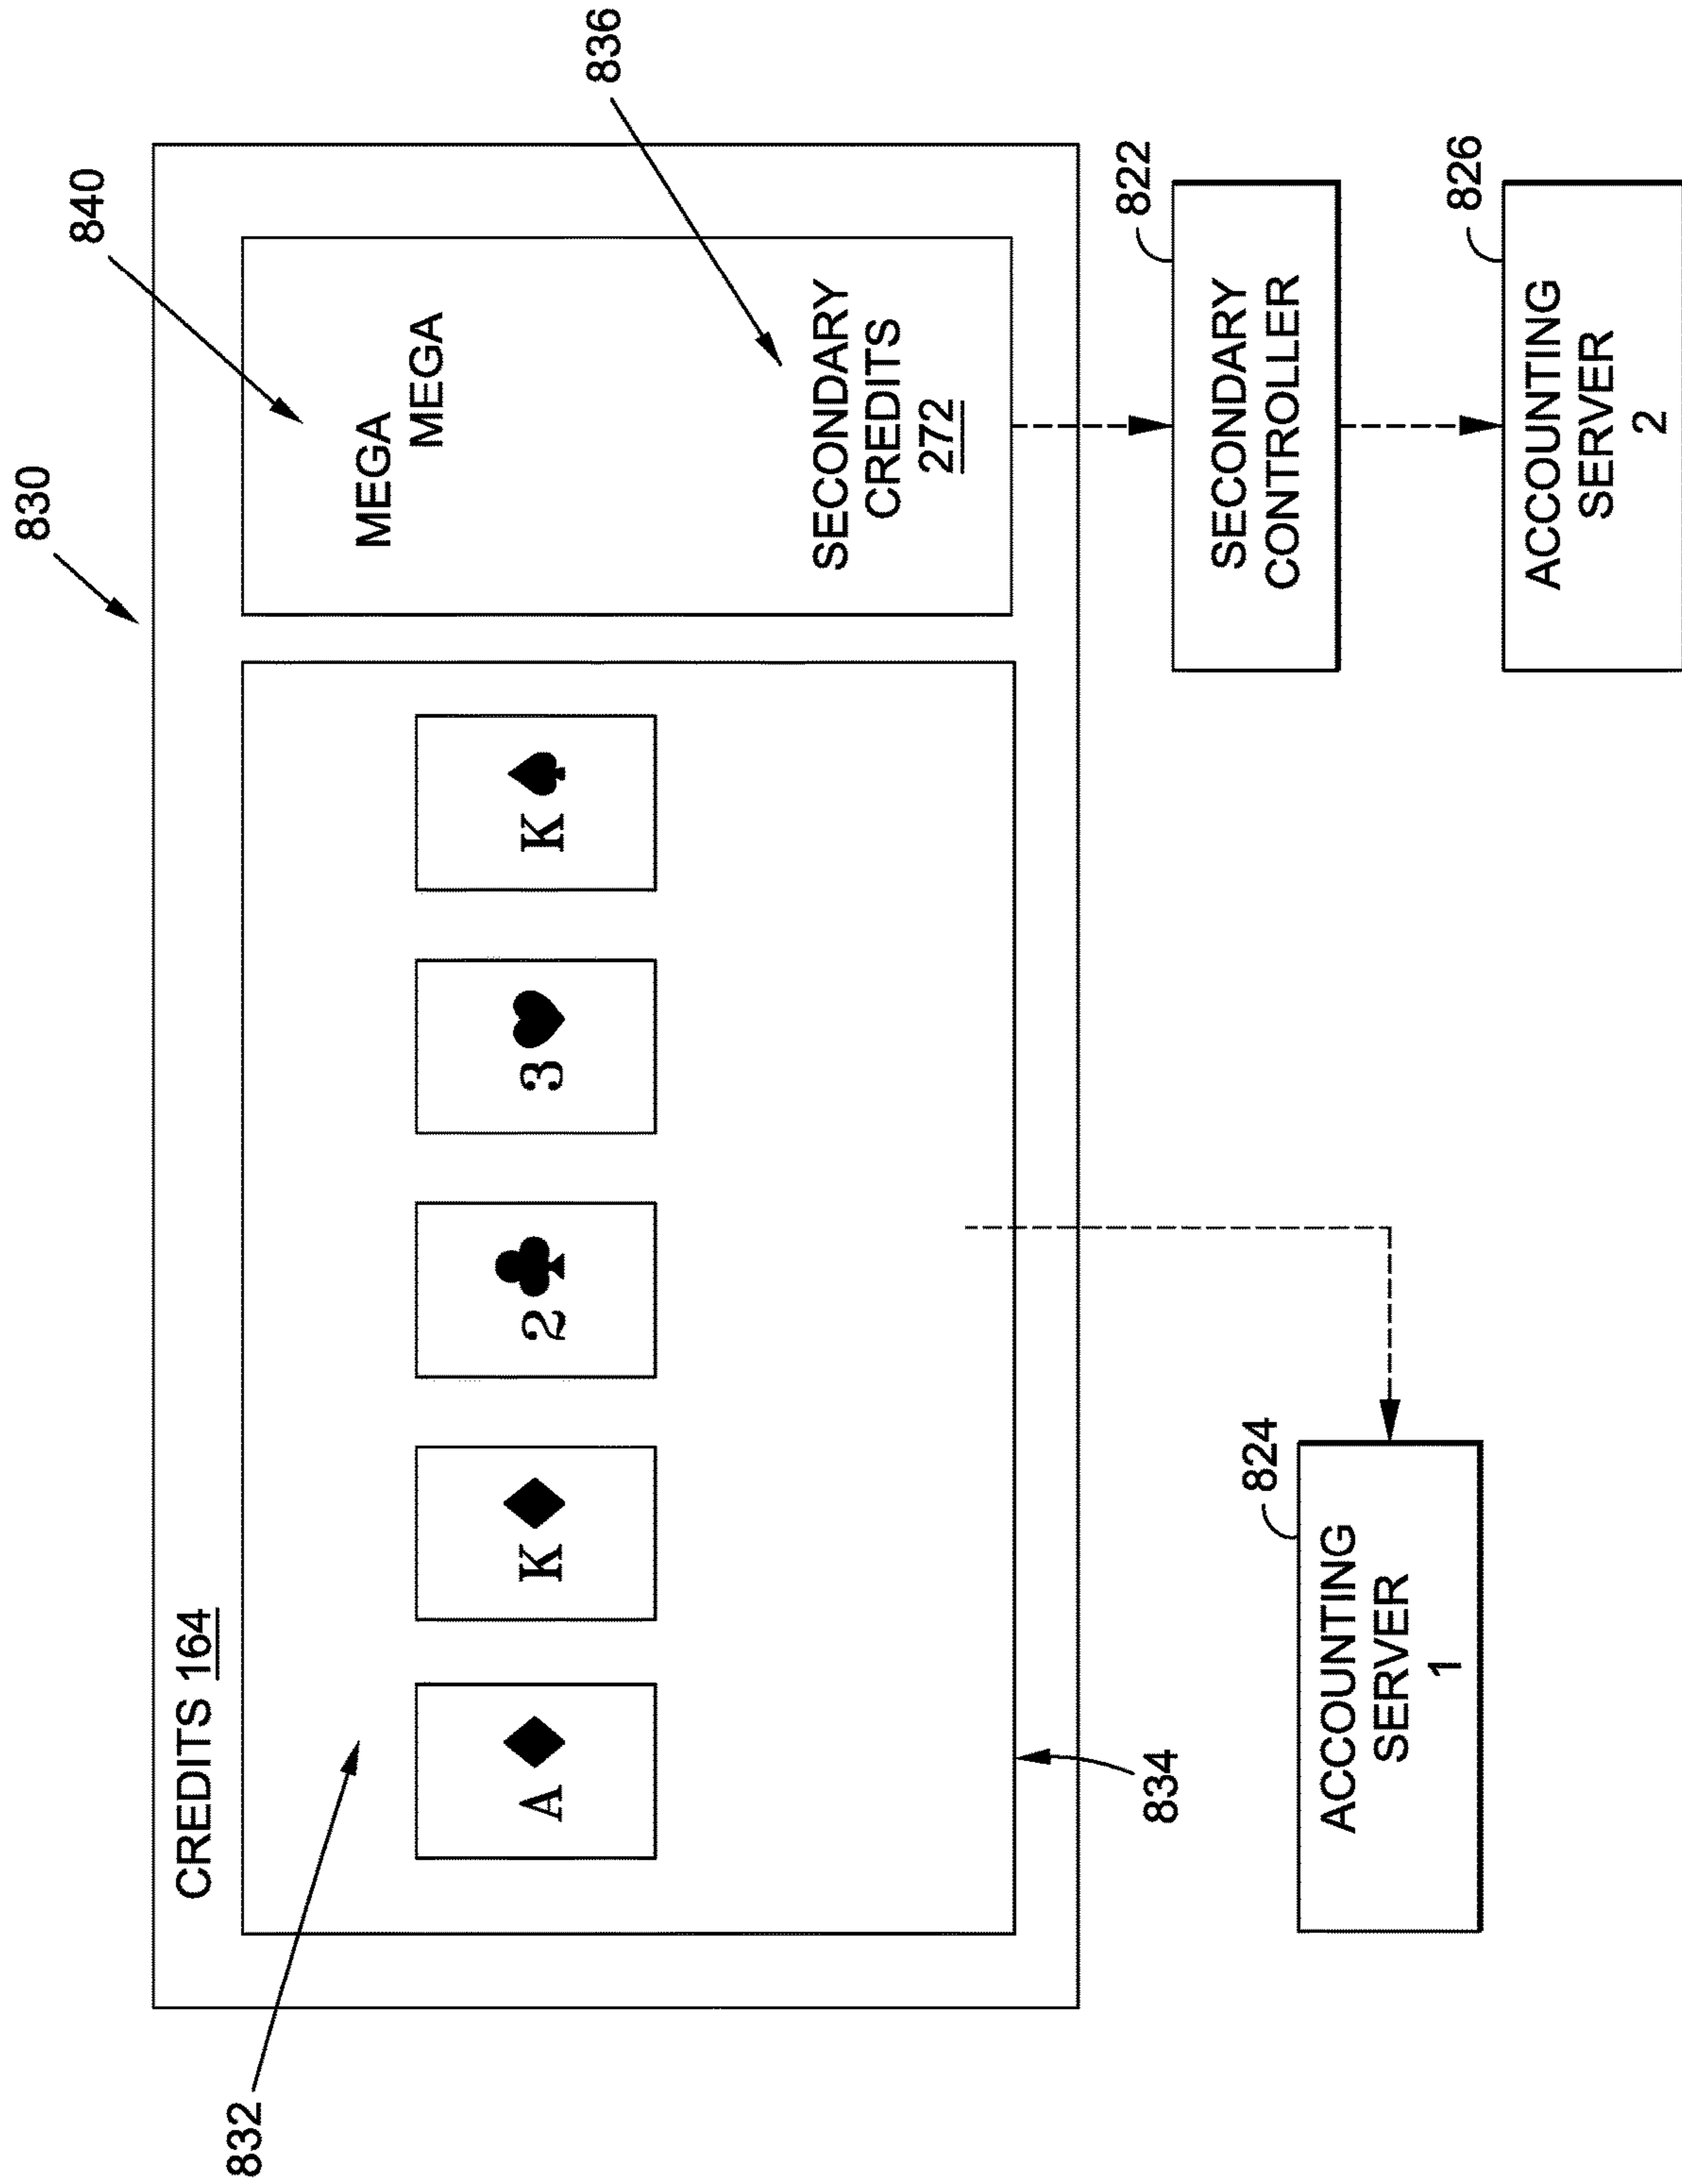 830
840
836
832
CREDITS 164
MEGA
MEGA
A♦
K♦
2♣
3♥
K♠
SECONDARY
CREDITS
272
834
822
SECONDARY
CONTROLLER
824
ACCOUNTING
SERVER
1
826
ACCOUNTING
SERVER
2